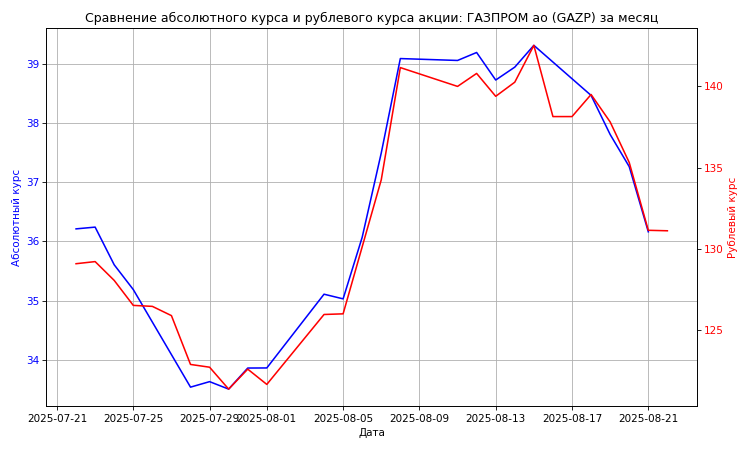 Сравнение абсолютного курса и рублевого курса акции: ГАЗПРОМ ао (GAZP) за месяц
39
38
37
36
35
34
Абсолютный курс
140
135
130
125
Рублевый курс
2025-07-21 2025-07-25 2025-07-29 2025-08-01 2025-08-05 2025-08-09 2025-08-13 2025-08-17 2025-08-21
Дата